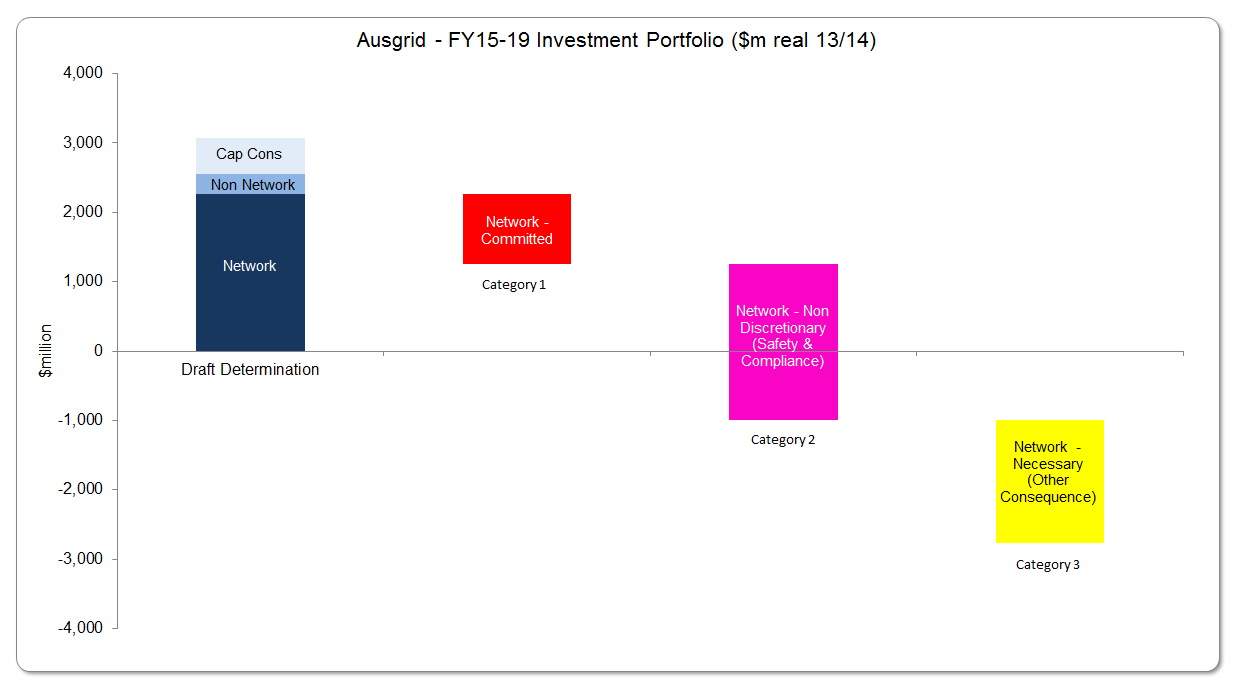 Ausgrid - FY15-19 Investment Portfolio ($m real 13/14)
4,000
3,000
2,000
1,000
0
-1,000
-2,000
-3,000
-4,000
$million
Cap Cons
Non Network
Network
Draft Determination
Network -
Committed
Category 1
Network - Non
Discretionary
(Safety &
Compliance)
Category 2
Network -
Necessary
(Other
Consequence)
Category 3